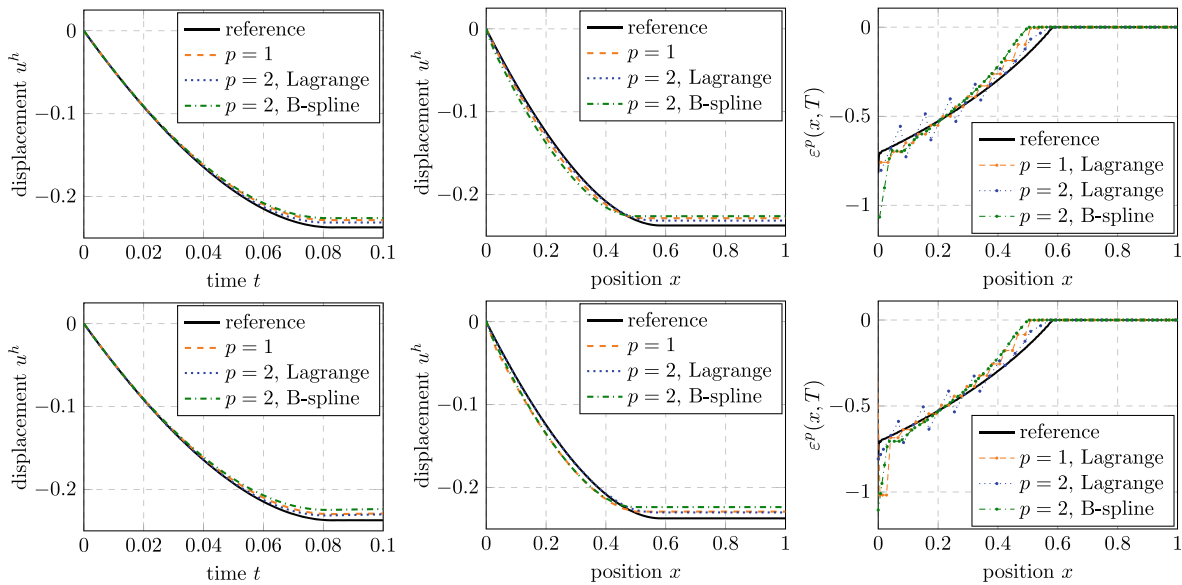 displacement u^h
0
−0.1
−0.2
reference
p = 1
p = 2, Lagrange
p = 2, B-spline
0 0.02 0.04 0.06 0.08 0.1
time t
displacement u^h
0
−0.1
−0.2
reference
p = 1
p = 2, Lagrange
p = 2, B-spline
0 0.2 0.4 0.6 0.8 1
position x
ε^p(x, T)
0
−0.5
−1
reference
p = 1, Lagrange
p = 2, Lagrange
p = 2, B-spline
0 0.2 0.4 0.6 0.8 1
position x
displacement u^h
0
−0.1
−0.2
reference
p = 1
p = 2, Lagrange
p = 2, B-spline
0 0.02 0.04 0.06 0.08 0.1
time t
displacement u^h
0
−0.1
−0.2
reference
p = 1
p = 2, Lagrange
p = 2, B-spline
0 0.2 0.4 0.6 0.8 1
position x
ε^p(x, T)
0
−0.5
−1
reference
p = 1, Lagrange
p = 2, Lagrange
p = 2, B-spline
0 0.2 0.4 0.6 0.8 1
position x